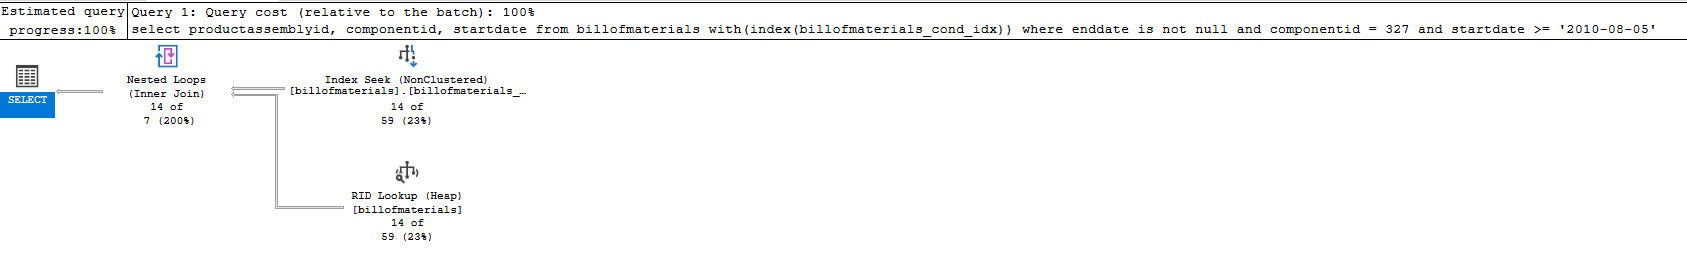 Estimated query progress:100%
Query 1: Query cost (relative to the batch): 100%
select productassemblyid, componentid, startdate from billofmaterials with(index(billofmaterials_cond_idx)) where enddate is not null and componentid = 327 and startdate >= '2010-08-05'
SELECT
Nested Loops
(Inner Join)
14 of
7 (200%)
Index Seek (NonClustered)
[billofmaterials].[billofmaterials_…
14 of
59 (23%)
RID Lookup (Heap)
[billofmaterials]
14 of
59 (23%)